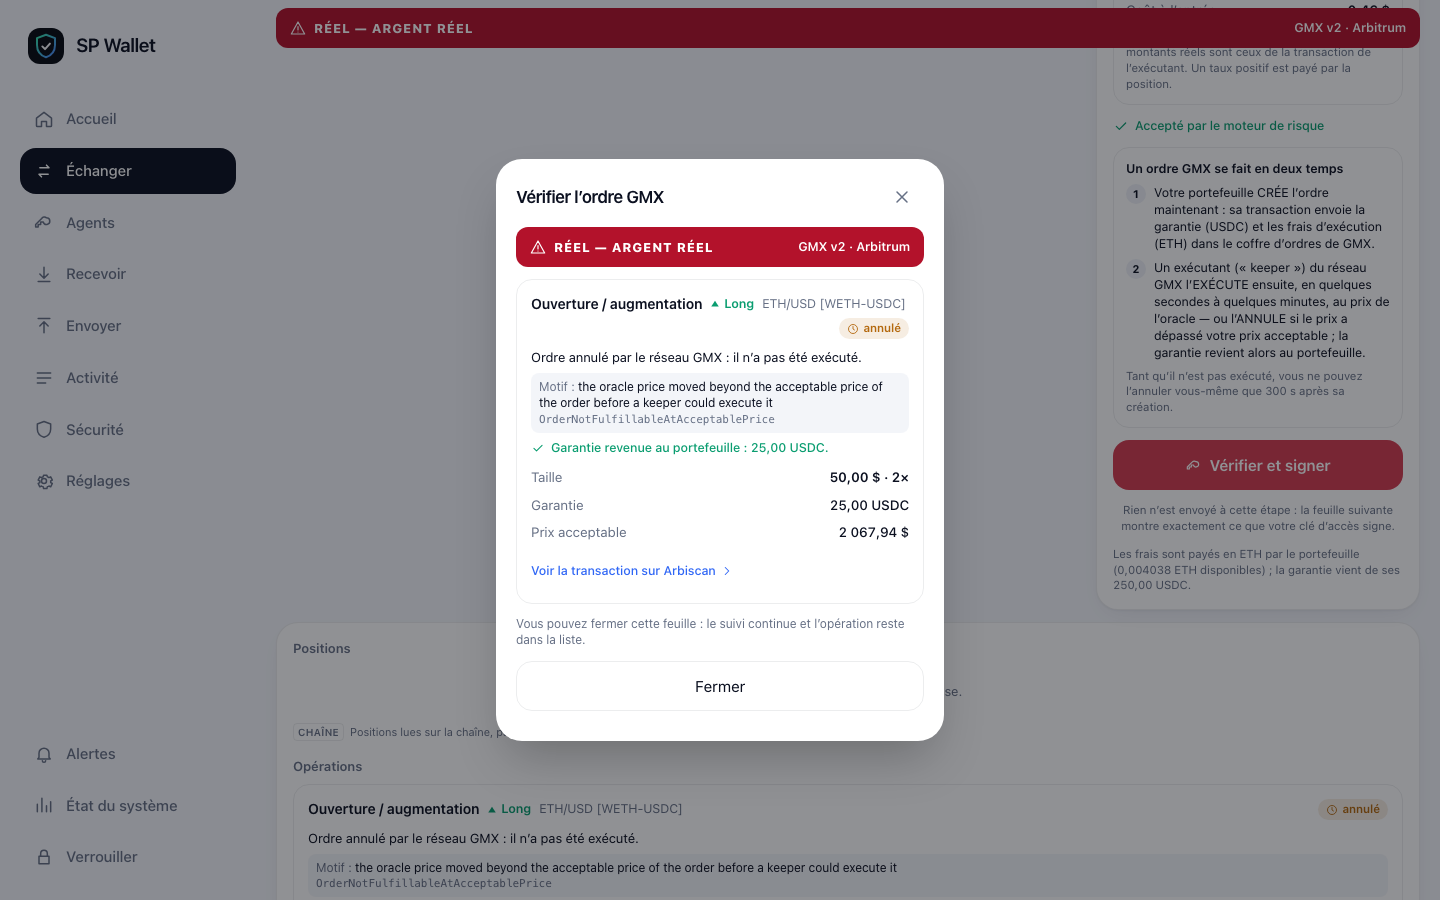 SP Wallet
Accueil
Échanger
Agents
Recevoir
Envoyer
Activité
Sécurité
Réglages
Alertes
État du système
Verrouiller
RÉEL — ARGENT RÉEL
GMX v2 · Arbitrum
montants réels sont ceux de la transaction de
l’exécutant. Un taux positif est payé par la
position.
Accepté par le moteur de risque
Un ordre GMX se fait en deux temps
1 Votre portefeuille CRÉE l’ordre
maintenant : sa transaction envoie la
garantie (USDC) et les frais d’exécution
(ETH) dans le coffre d’ordres de GMX.
2 Un exécutant (« keeper ») du réseau
GMX l’EXÉCUTE ensuite, en quelques
secondes à quelques minutes, au prix de
l’oracle — ou l’ANNULE si le prix a
dépassé votre prix acceptable ; la
garantie revient alors au portefeuille.
Tant qu’il n’est pas exécuté, vous ne pouvez
l’annuler vous-même que 300 s après sa
création.
Vérifier et signer
Rien n’est envoyé à cette étape : la feuille suivante
montre exactement ce que votre clé d’accès signe.
Les frais sont payés en ETH par le portefeuille
(0,004038 ETH disponibles) ; la garantie vient de ses
250,00 USDC.
Vérifier l’ordre GMX
RÉEL — ARGENT RÉEL
GMX v2 · Arbitrum
Ouverture / augmentation Long ETH/USD [WETH-USDC]
annulé
Ordre annulé par le réseau GMX : il n’a pas été exécuté.
Motif : the oracle price moved beyond the acceptable price of
the order before a keeper could execute it
OrderNotFulfillableAtAcceptablePrice
Garantie revenue au portefeuille : 25,00 USDC.
Taille 50,00 $ · 2×
Garantie 25,00 USDC
Prix acceptable 2 067,94 $
Voir la transaction sur Arbiscan
Vous pouvez fermer cette feuille : le suivi continue et l’opération reste
dans la liste.
Fermer
Positions
se.
CHAÎNE Positions lues sur la chaîne, p
Opérations
Ouverture / augmentation Long ETH/USD [WETH-USDC] annulé
Ordre annulé par le réseau GMX : il n’a pas été exécuté.
Motif : the oracle price moved beyond the acceptable price of the order before a keeper could execute it
OrderNotFulfillableAtAcceptablePrice